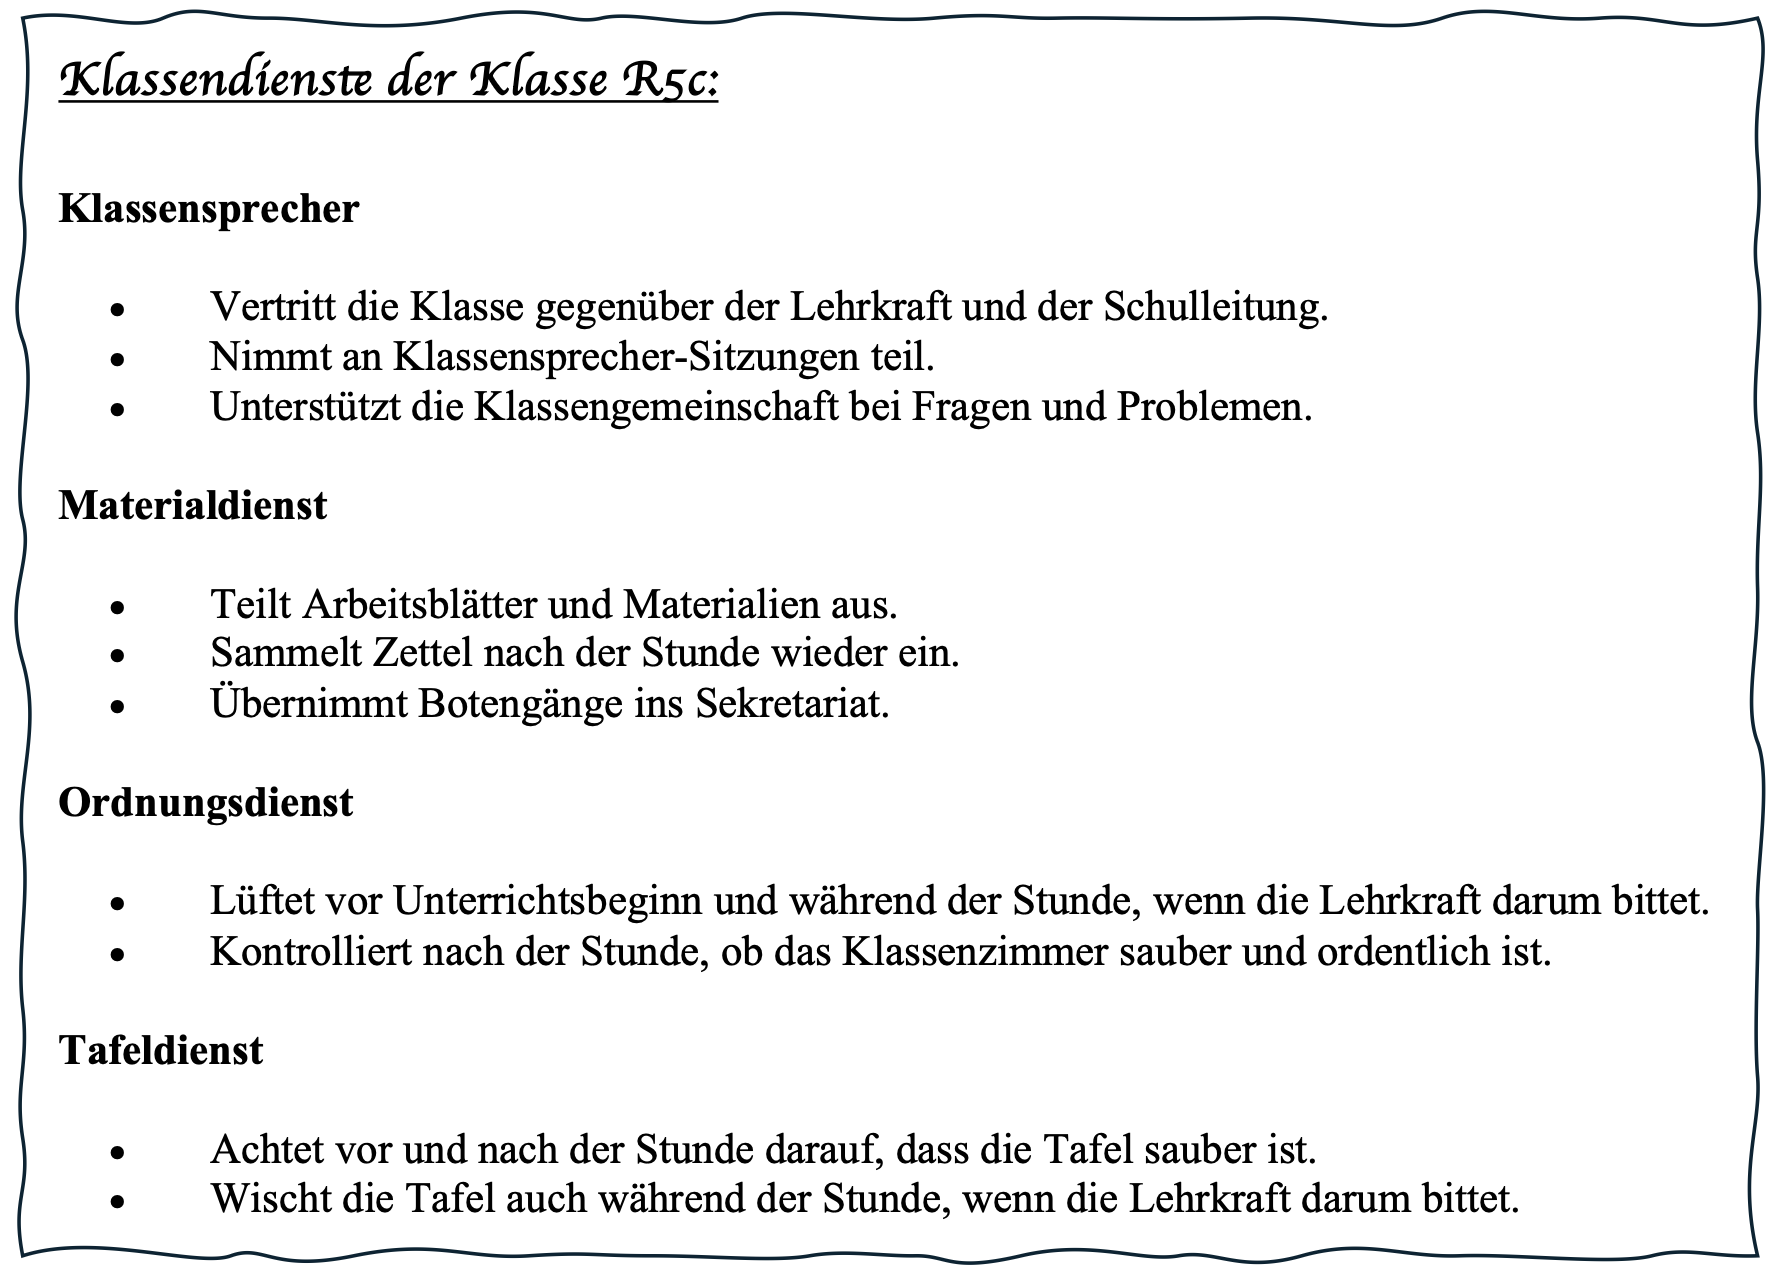 Klassendienste der Klasse R5c:
Klassensprecher
• Vertritt die Klasse gegenüber der Lehrkraft und der Schulleitung.
• Nimmt an Klassensprecher-Sitzungen teil.
• Unterstützt die Klassengemeinschaft bei Fragen und Problemen.
Materialdienst
• Teilt Arbeitsblätter und Materialien aus.
• Sammelt Zettel nach der Stunde wieder ein.
• Übernimmt Botengänge ins Sekretariat.
Ordnungsdienst
• Lüftet vor Unterrichtsbeginn und während der Stunde, wenn die Lehrkraft darum bittet.
• Kontrolliert nach der Stunde, ob das Klassenzimmer sauber und ordentlich ist.
Tafeldienst
• Achtet vor und nach der Stunde darauf, dass die Tafel sauber ist.
• Wischt die Tafel auch während der Stunde, wenn die Lehrkraft darum bittet.